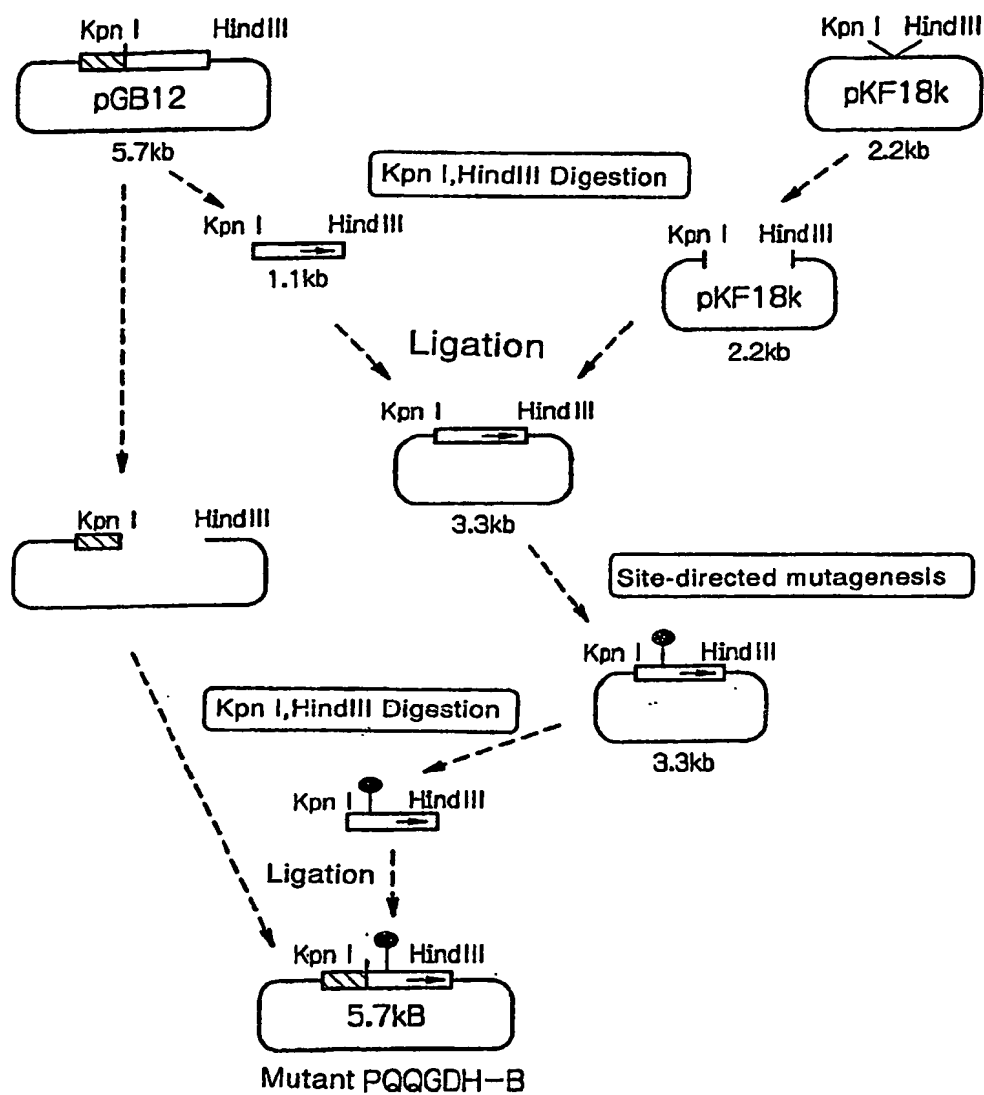 Kpn I HindIII
Kpn I HindIII
pGB12
pKF18k
5.7kb
2.2kb
Kpn I,HindIII Digestion
Kpn I HindIII
1.1kb
Kpn I HindIII
pKF18k
2.2kb
Ligation
Kpn I HindIII
3.3kb
Kpn I HindIII
Site-directed mutagenesis
Kpn I HindIII
3.3kb
Kpn I,HindIII Digestion
Kpn I HindIII
Ligation
Kpn I HindIII
5.7kB
Mutant PQQGDH-B